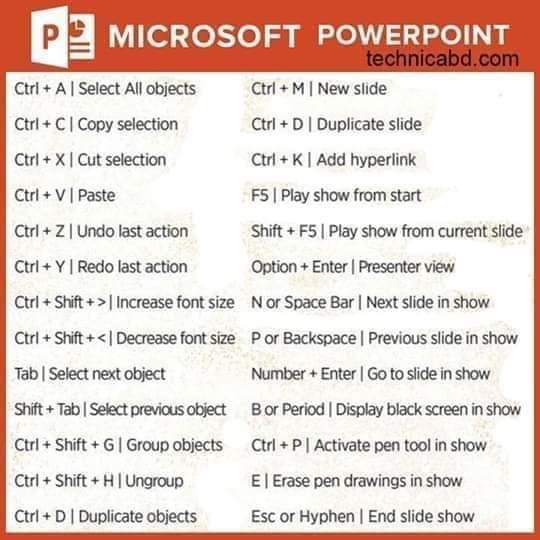 P
MICROSOFT POWERPOINT
technicabd.com
Ctrl + A | Select All objects
Ctrl + C | Copy selection
Ctrl + X | Cut selection
Ctrl + V | Paste
Ctrl + Z | Undo last action
Ctrl + Y | Redo last action
Ctrl + Shift + > | Increase font size
Ctrl + Shift + < | Decrease font size
Tab | Select next object
Shift + Tab | Select previous object
Ctrl + Shift + G | Group objects
Ctrl + Shift + H | Ungroup
Ctrl + D | Duplicate objects
Ctrl + M | New slide
Ctrl + D | Duplicate slide
Ctrl + K | Add hyperlink
F5 | Play show from start
Shift + F5 | Play show from current slide
Option + Enter | Presenter view
N or Space Bar | Next slide in show
P or Backspace | Previous slide in show
Number + Enter | Go to slide in show
B or Period | Display black screen in show
Ctrl + P | Activate pen tool in show
E | Erase pen drawings in show
Esc or Hyphen | End slide show